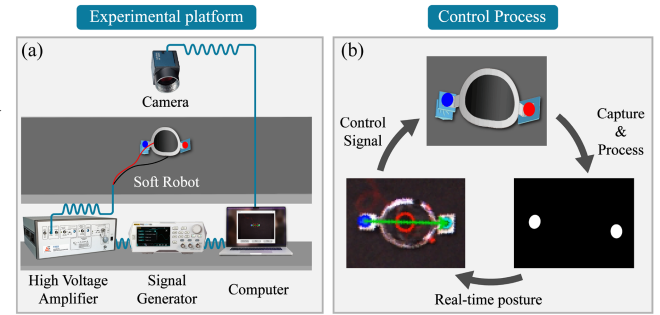 Experimental platform
Control Process
(a)
Camera
Soft Robot
High Voltage
Amplifier
Signal
Generator
Computer
(b)
Control
Signal
Capture
&
Process
Real-time posture